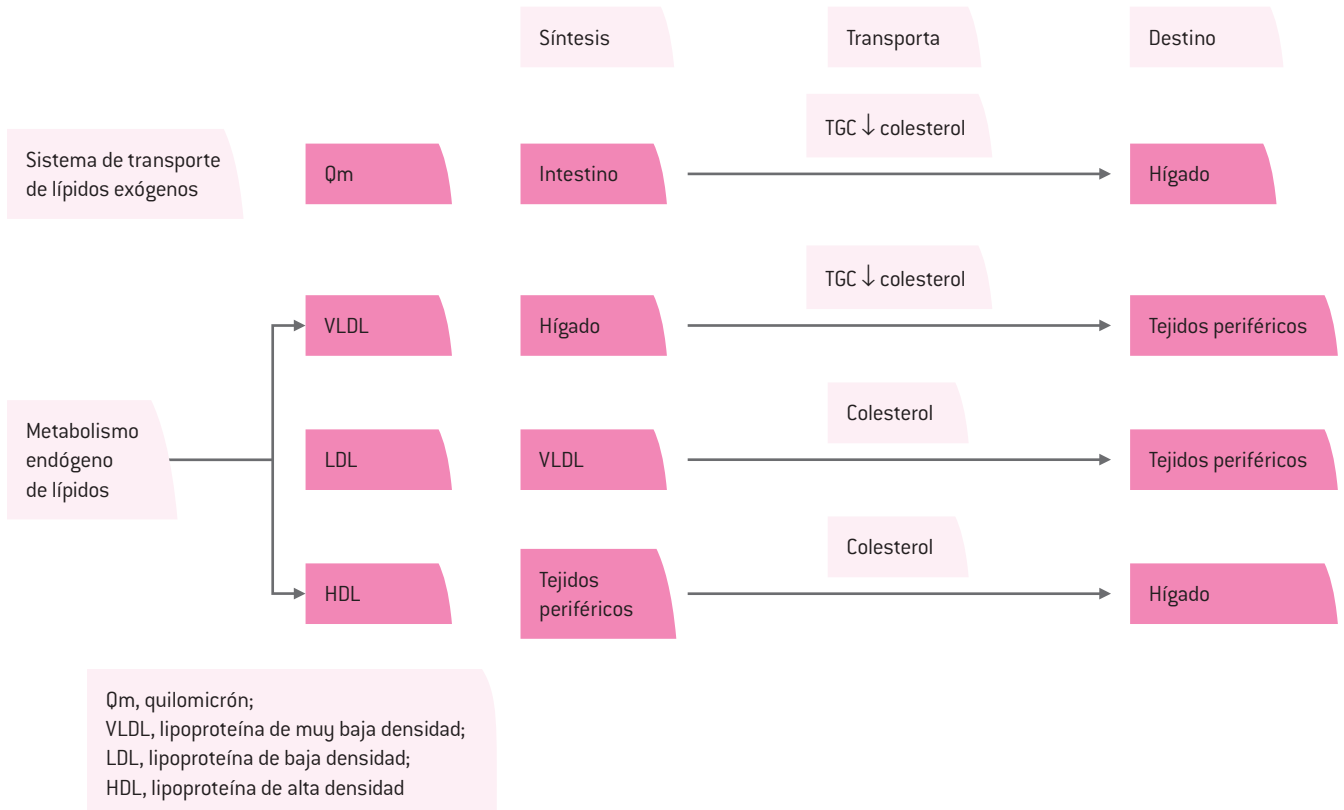 Síntesis
Transporta
Destino
Sistema de transporte
de lípidos exógenos
Qm
Intestino
TGC ↓ colesterol
Hígado
VLDL
Hígado
TGC ↓ colesterol
Tejidos periféricos
Metabolismo
endógeno
de lípidos
LDL
VLDL
Colesterol
Tejidos periféricos
HDL
Tejidos
periféricos
Colesterol
Hígado
Qm, quilomicrón;
VLDL, lipoproteína de muy baja densidad;
LDL, lipoproteína de baja densidad;
HDL, lipoproteína de alta densidad